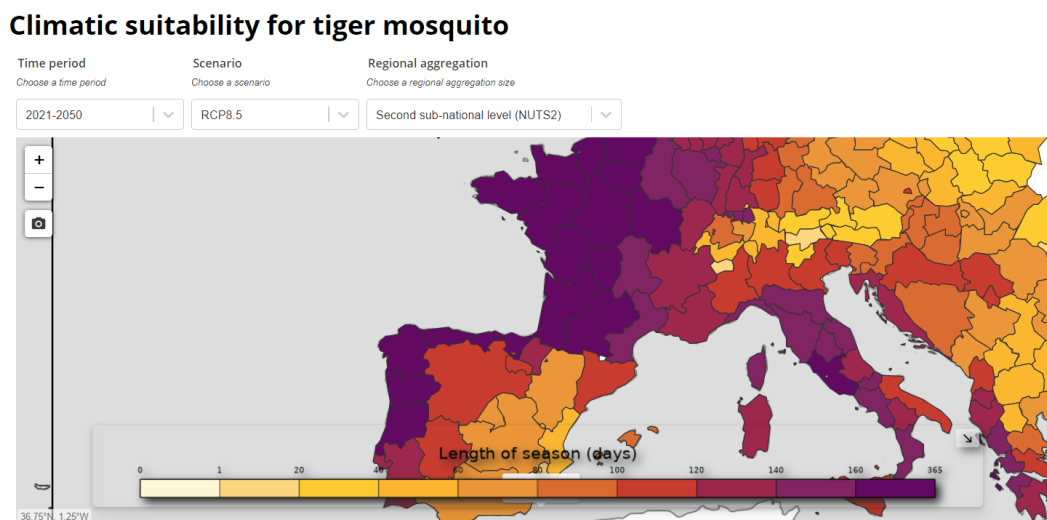 Climatic suitability for tiger mosquito
Time period Scenario Regional aggregation
Choose a time period Choose a scenario Choose a regional aggregation size
2021-2050 RCP8.5 Second sub-national level (NUTS2)
+
−
Length of season (days)
0 1 20 40 60 80 100 120 140 160 365
36.75°N, 1.25°W